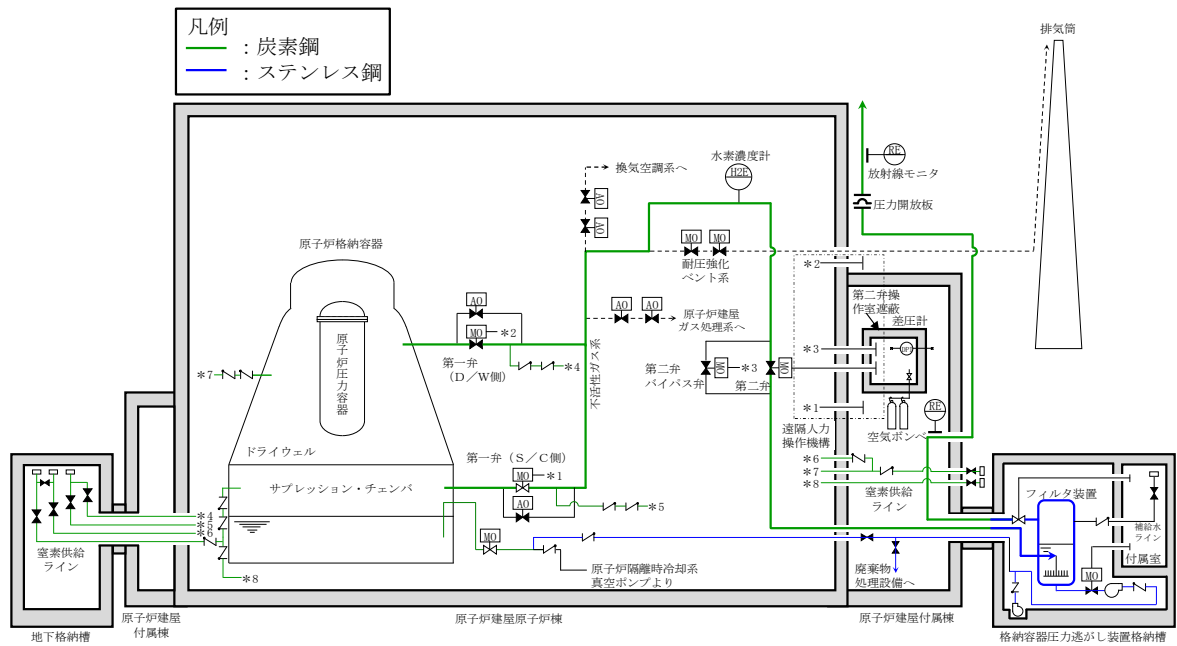 凡例
：炭素鋼
：ステンレス鋼
排気筒
水素濃度計
H2E
RE
放射線モニタ
圧力開放板
換気空調系へ
AO
AO
原子炉格納容器
MO
MO
耐圧強化
ベント系
＊2
第二弁操
作室遮蔽
差圧計
DPI
AO
MO
＊2
AO
AO
原子炉建屋
ガス処理系へ
原子炉圧力容器
不活性ガス系
第一弁
（D／W側）
＊4
＊7
第二弁
バイパス弁
MO
＊3
第二弁
MO
＊3
＊1
空気ボンベ
RE
遠隔人力
操作機構
ドライウェル
第一弁（S／C側）
MO
＊1
AO
＊5
サプレッション・チェンバ
＊6
＊7
＊8
窒素供給
ライン
フィルタ装置
補給水
ライン
付属室
MO
＊4
＊5
＊6
＊8
窒素供給
ライン
MO
原子炉隔離時冷却系
真空ポンプより
廃棄物
処理設備へ
地下格納槽
原子炉建屋
付属棟
原子炉建屋原子炉棟
原子炉建屋付属棟
格納容器圧力逃がし装置格納槽